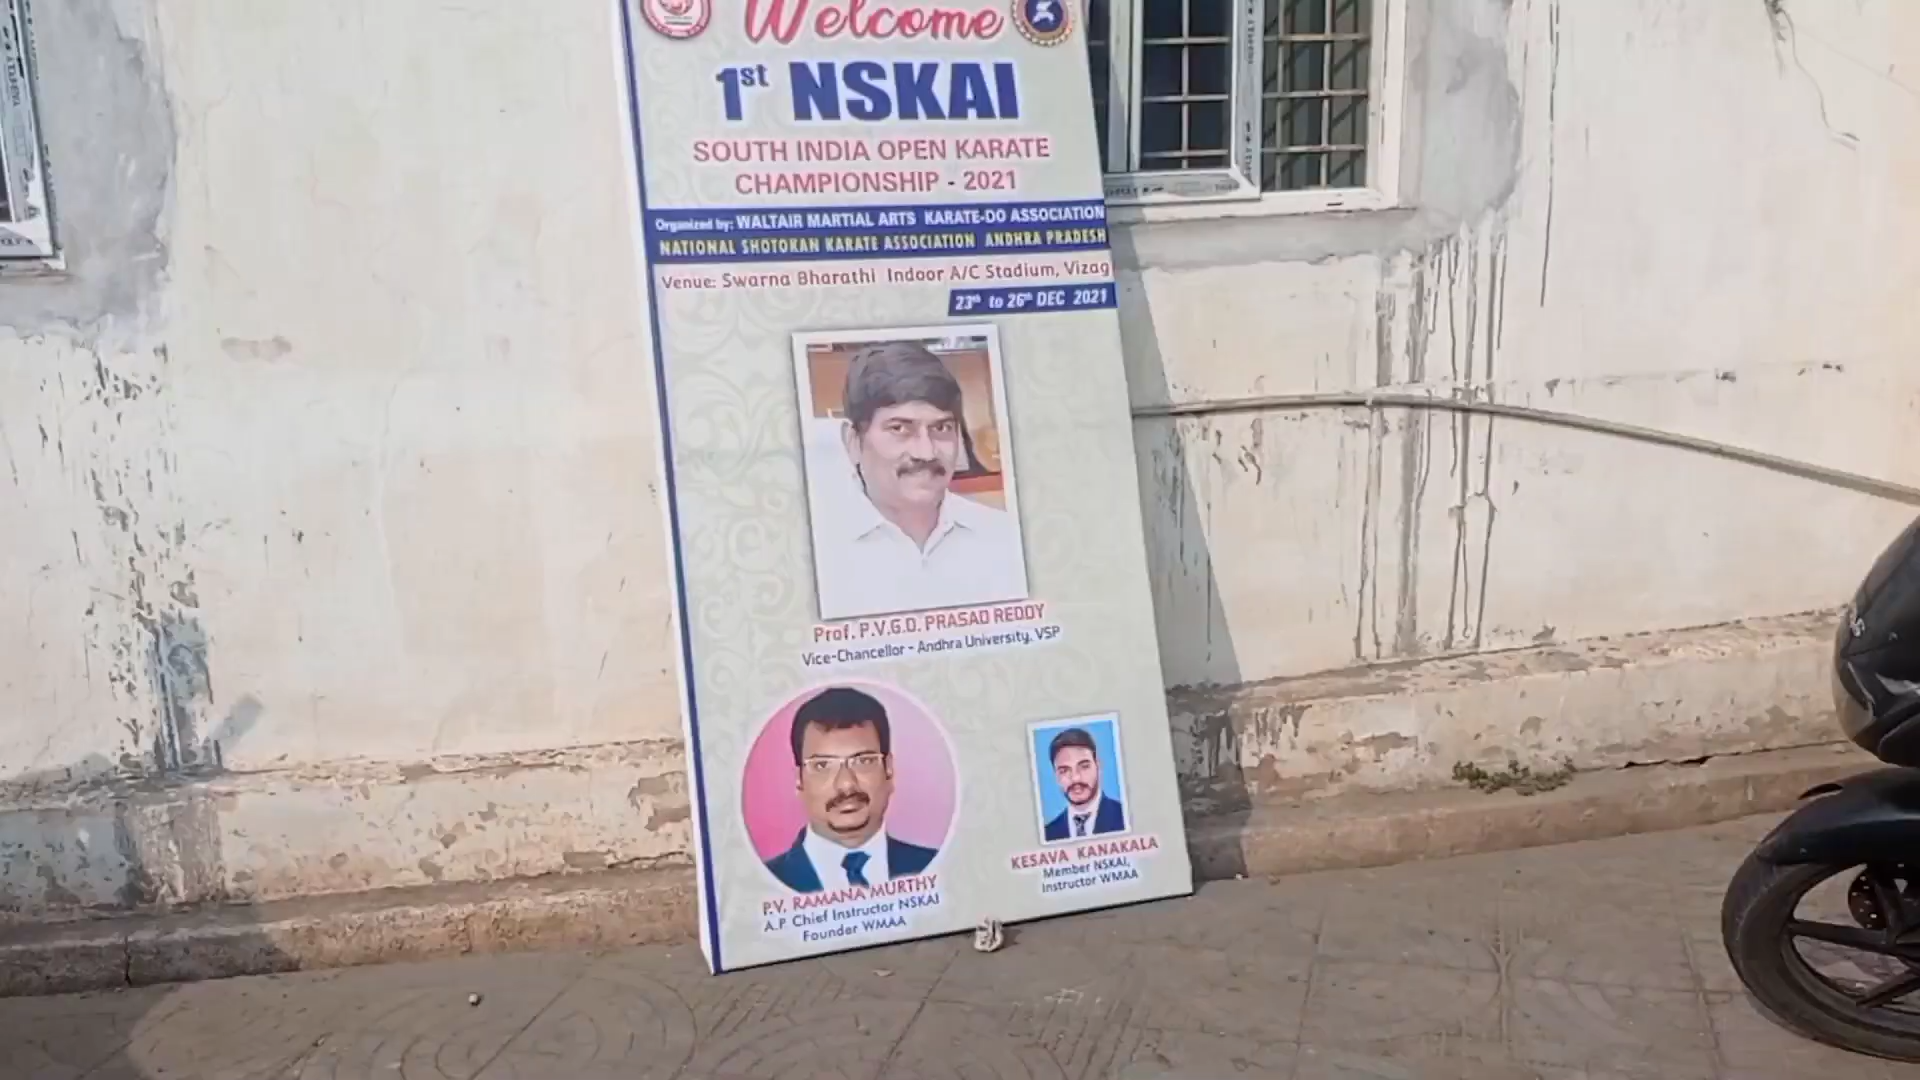 Welcome
1st NSKAI
SOUTH INDIA OPEN KARATE
CHAMPIONSHIP - 2021
Organized by: WALTAIR MARTIAL ARTS KARATE-DO ASSOCIATION
NATIONAL SHOTOKAN KARATE ASSOCIATION ANDHRA PRADESH
Venue: Swarna Bharathi Indoor A/C Stadium, Vizag
23th to 26th DEC 2021
Prof. P.V.G.D. PRASAD REDDY
Vice-Chancellor - Andhra University, VSP
P.V. RAMANA MURTHY
A.P Chief Instructor NSKAI
Founder WMAA
KESAVA KANAKALA
Member NSKAI,
Instructor WMAA